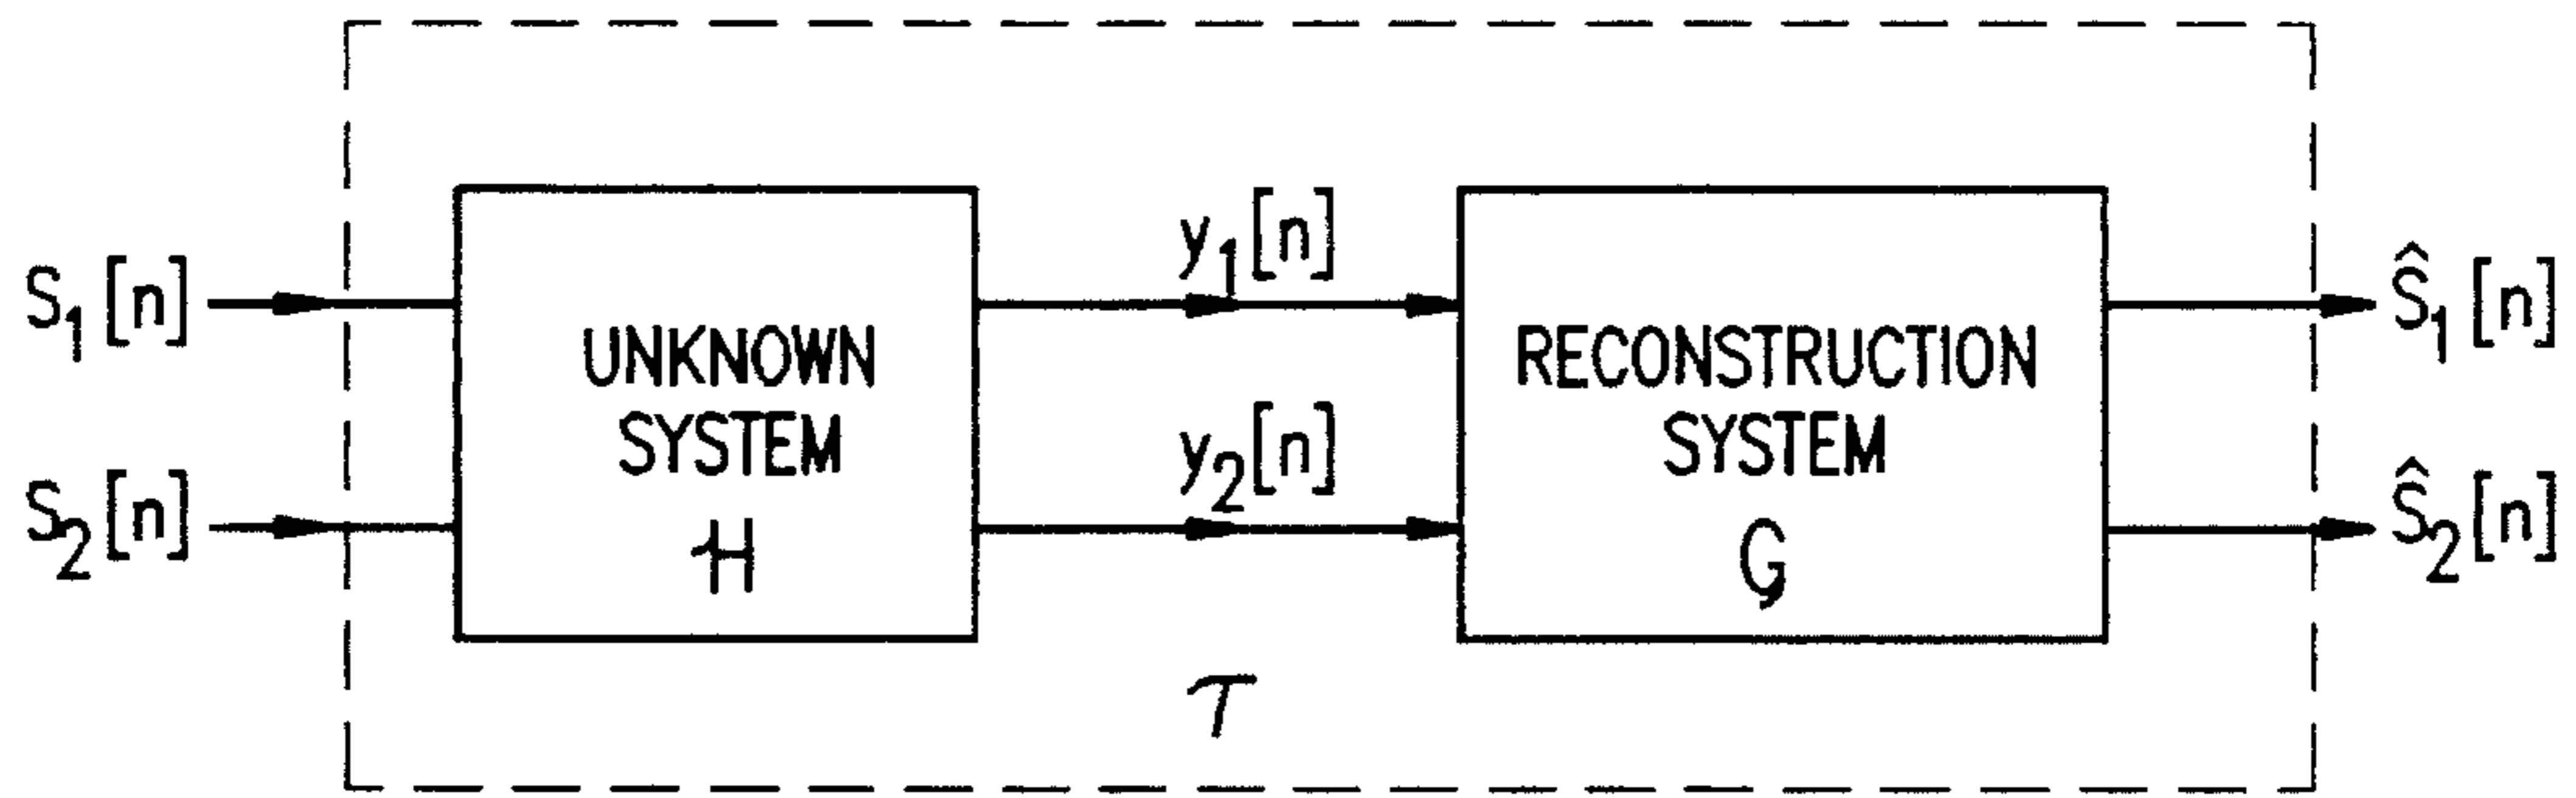 S₁[n]
S₂[n]
UNKNOWN
SYSTEM
H
y₁[n]
y₂[n]
RECONSTRUCTION
SYSTEM
G
Ŝ₁[n]
Ŝ₂[n]
τ